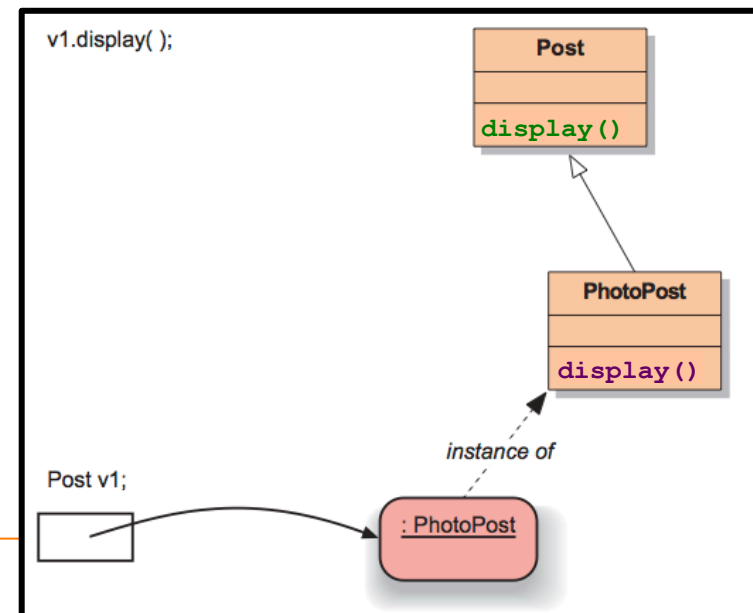 v1.display( );
Post
display()
PhotoPost
display()
instance of
Post v1;
: PhotoPost